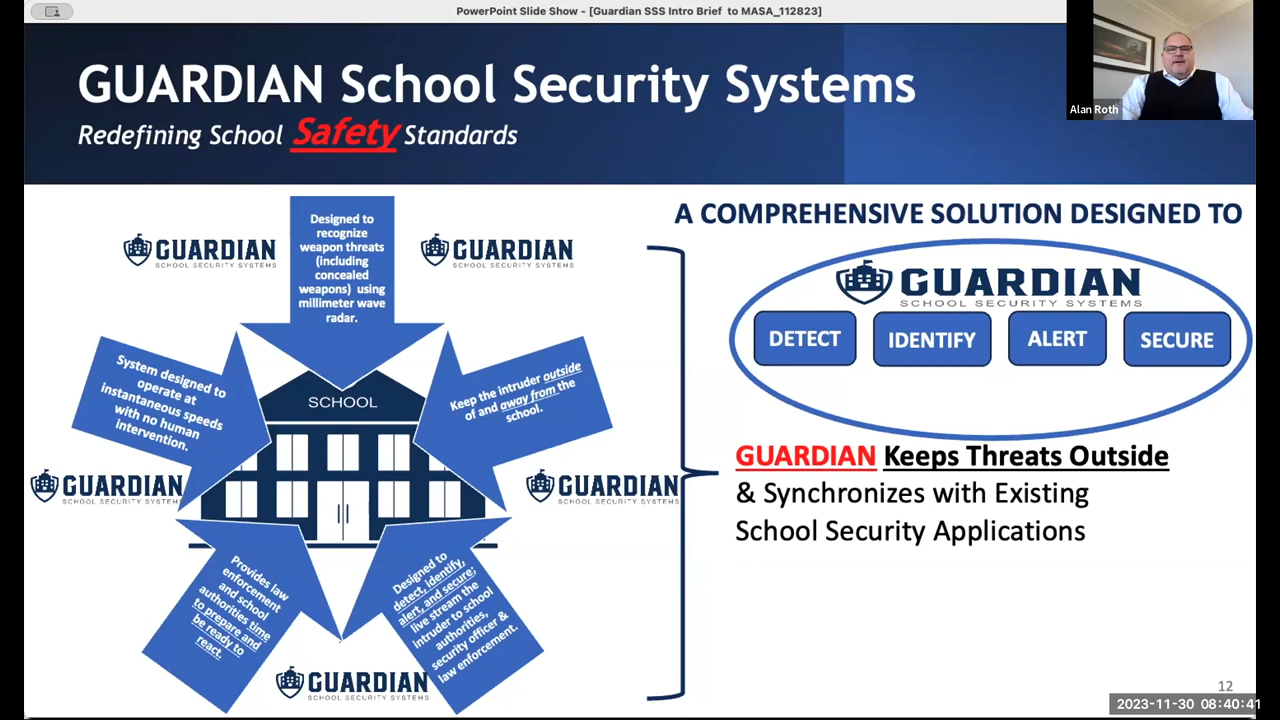 PowerPoint Slide Show - [Guardian SSS Intro Brief to MASA_112823]
Alan Roth
GUARDIAN School Security Systems
Redefining School Safety Standards
Designed to
recognize
weapon threats
(including
concealed
weapons) using
millimeter wave
radar.
GUARDIAN
SCHOOL SECURITY SYSTEMS
GUARDIAN
SCHOOL SECURITY SYSTEMS
System designed to
operate at
instantaneous speeds
with no human
intervention.
Keep the intruder outside
of and away from the
school.
SCHOOL
GUARDIAN
SCHOOL SECURITY SYSTEMS
GUARDIAN
SCHOOL SECURITY SYSTEMS
Provides law
enforcement
and school
authorities time
to prepare and
be ready to
react.
Designed to
detect, identify,
alert, and secure;
live stream the
intruder to school
authorities,
security officer &
law enforcement.
GUARDIAN
SCHOOL SECURITY SYSTEMS
A COMPREHENSIVE SOLUTION DESIGNED TO
GUARDIAN
SCHOOL SECURITY SYSTEMS
DETECT IDENTIFY ALERT SECURE
GUARDIAN Keeps Threats Outside
& Synchronizes with Existing
School Security Applications
12
2023-11-30 08:40:41